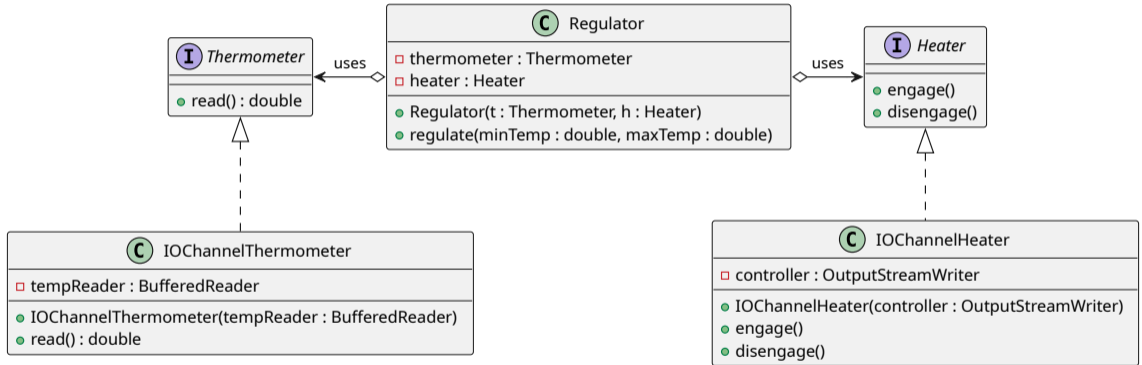 C Regulator
- thermometer : Thermometer
- heater : Heater
Regulator(t : Thermometer, h : Heater)
regulate(minTemp : double, maxTemp : double)
I Thermometer
read() : double
uses
uses
I Heater
engage()
disengage()
C IOChannelThermometer
tempReader : BufferedReader
IOChannelThermometer(tempReader : BufferedReader)
read() : double
C IOChannelHeater
controller : OutputStreamWriter
IOChannelHeater(controller : OutputStreamWriter)
engage()
disengage()